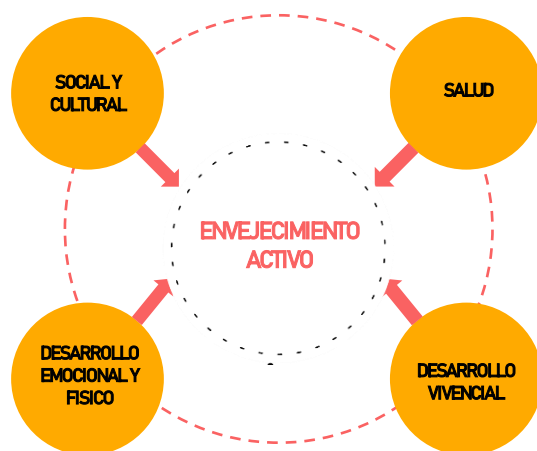 SOCIAL Y
CULTURAL
SALUD
ENVEJECIMIENTO
ACTIVO
DESARROLLO
EMOCIONAL Y
FISICO
DESARROLLO
VIVENCIAL